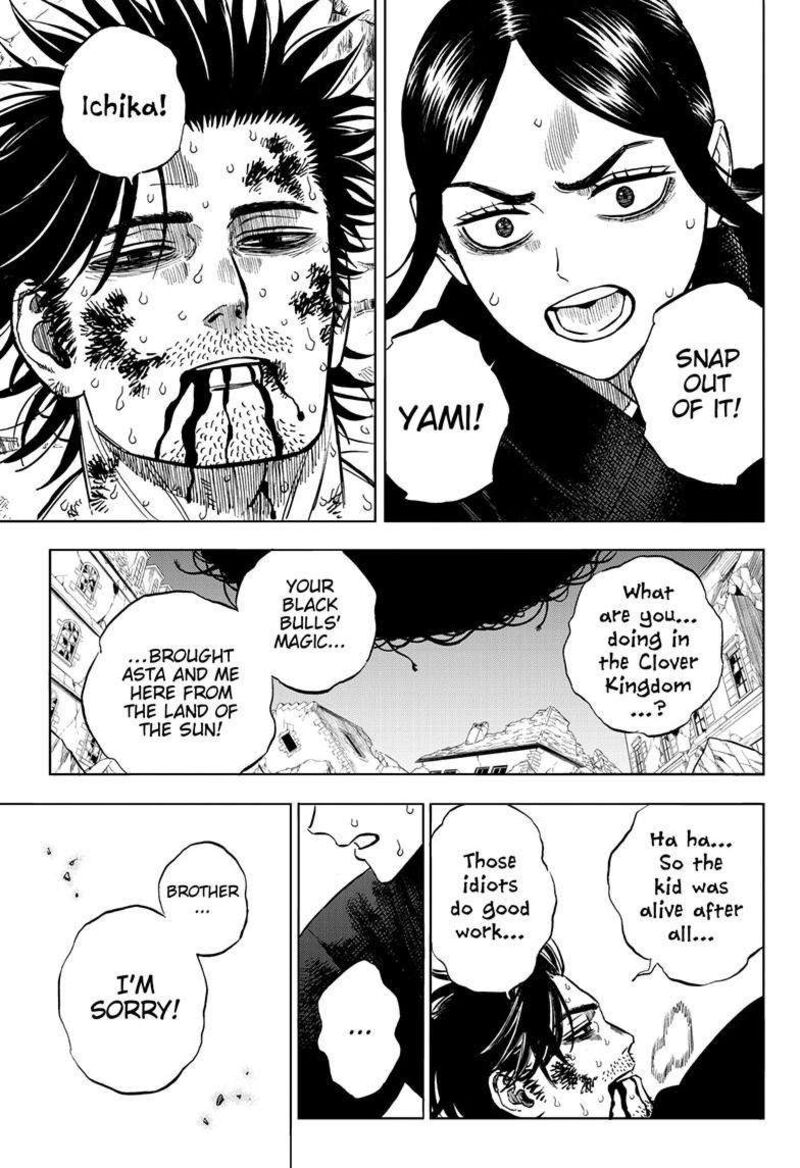 SNAP
OUT
OF IT!
YAMI!
Ichika!
What
are you...
doing in
the Clover
Kingdom
...?
YOUR
BLACK
BULLS'
MAGIC...
...BROUGHT
ASTA AND ME
HERE FROM
THE LAND OF
THE SUN!
Ha ha...
So the
kid was
alive after
all...
Those
idiots
do good
work...
...
BROTHER
...
I'M
SORRY!